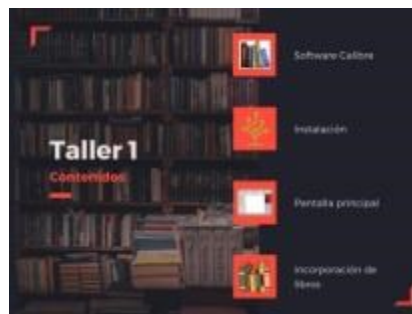 Taller 1
Contenidos
Software Calibre
Instalación
Pantalla principal
Incorporación de
libros